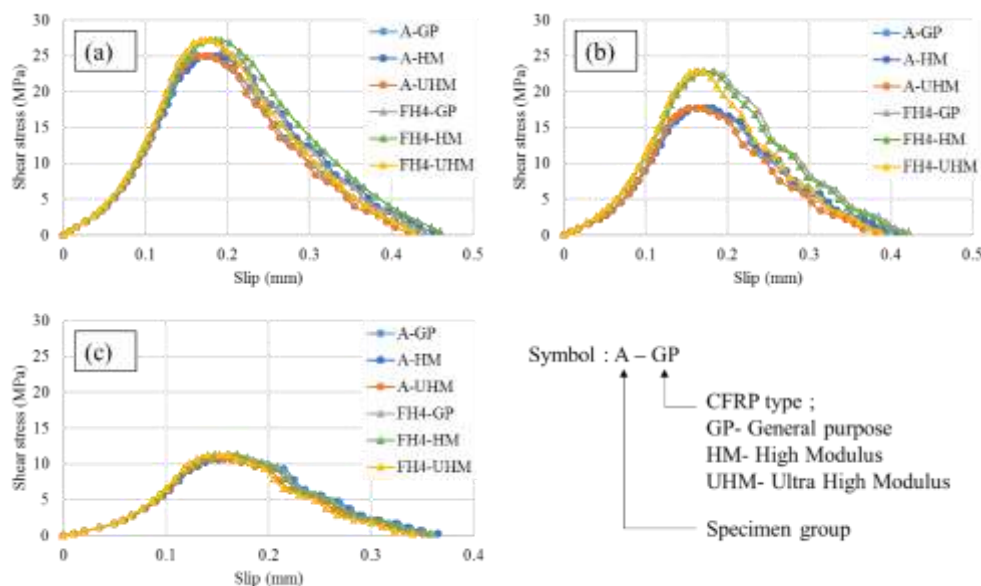 (a)
Shear stress (MPa)
30
25
20
15
10
5
0
0
0.1
0.2
0.3
0.4
0.5
Slip (mm)
A-GP
A-HM
A-UHM
FH4-GP
FH4-HM
FH4-UHM
(b)
Shear stress (MPa)
30
25
20
15
10
5
0
0
0.1
0.2
0.3
0.4
0.5
Slip (mm)
A-GP
A-HM
A-UHM
FH4-GP
FH4-HM
FH4-UHM
(c)
Shear stress (MPa)
30
25
20
15
10
5
0
0
0.1
0.2
0.3
0.4
Slip (mm)
A-GP
A-HM
A-UHM
FH4-GP
FH4-HM
FH4-UHM
Symbol : A – GP
CFRP type ;
GP- General purpose
HM- High Modulus
UHM- Ultra High Modulus
Specimen group